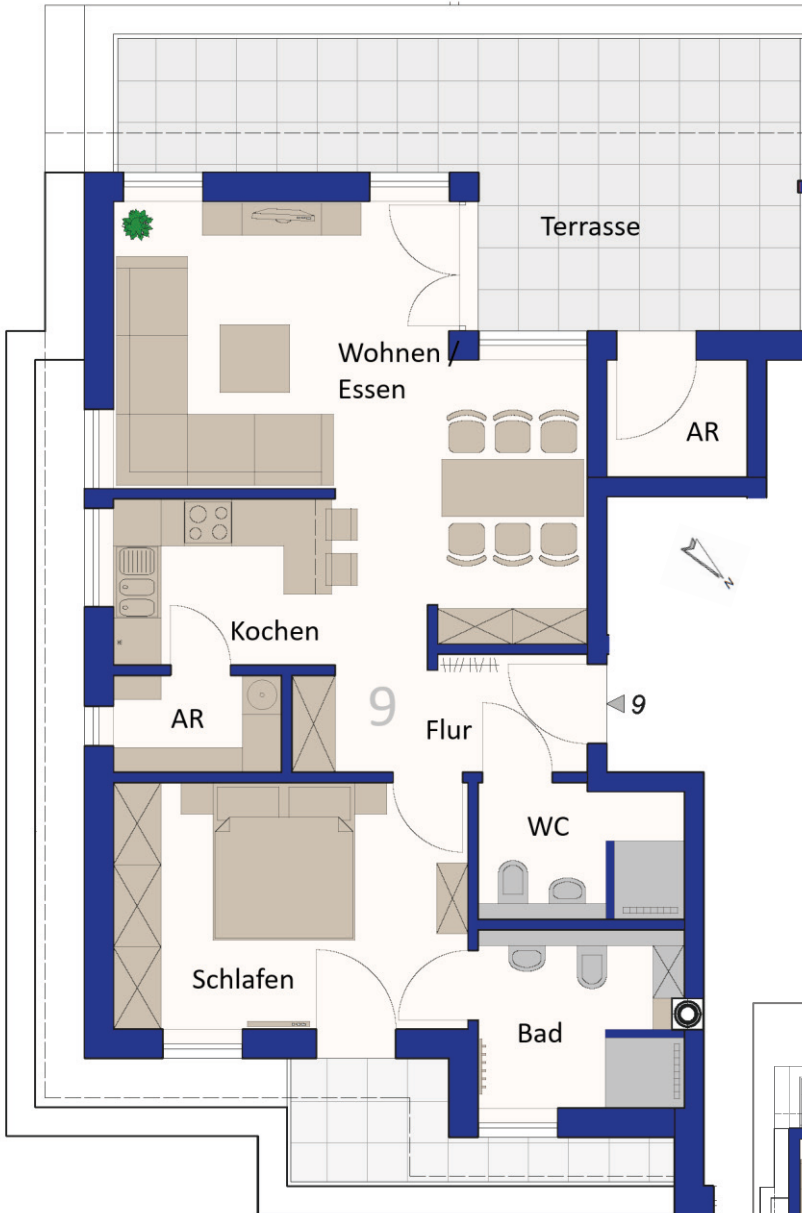 Terrasse
Wohnen /
Essen
AR
N
Kochen
AR
9
Flur
9
WC
Schlafen
Bad